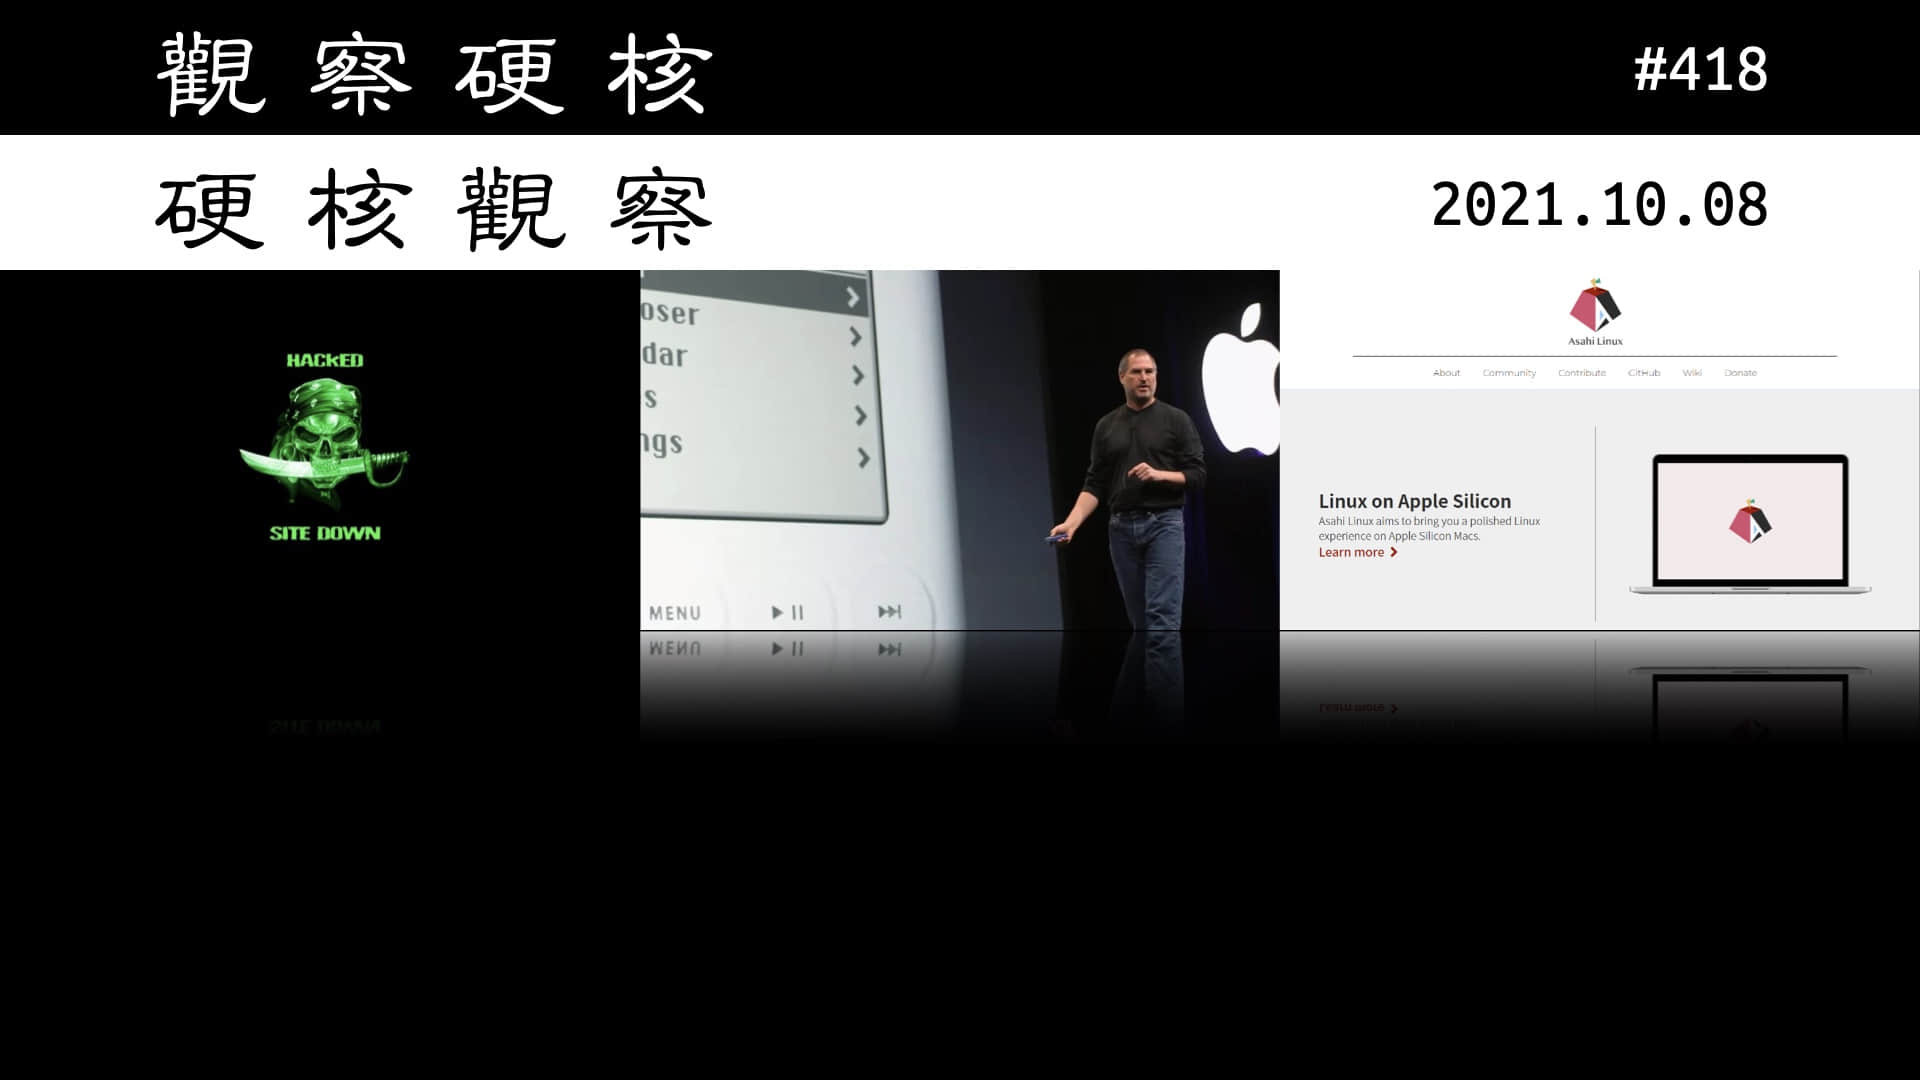 觀察硬核
#418
硬核觀察
2021.10.08
HACKED
SITE DOWN
oser
dar
s
ngs
MENU
Asahi Linux
About Community Contribute GitHub Wiki Donate
Linux on Apple Silicon
Asahi Linux aims to bring you a polished Linux
experience on Apple Silicon Macs.
Learn more